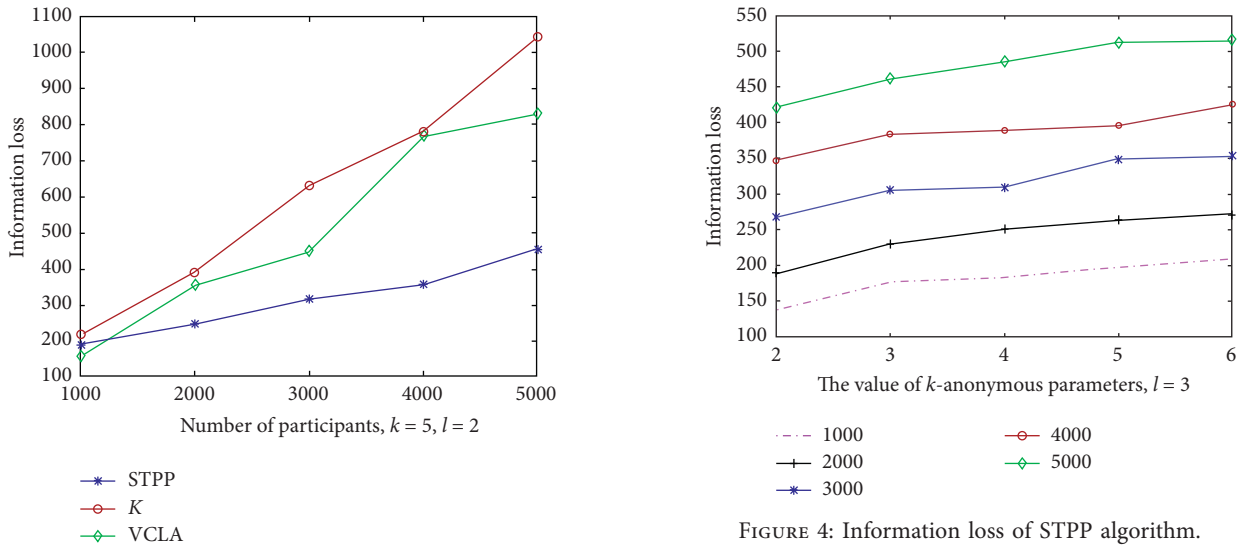 1100
1000
900
800
700
600
500
400
300
200
100
Information loss
1000 2000 3000 4000 5000
Number of participants, k = 5, l = 2
STPP
K
VCLA
550
500
450
400
350
300
250
200
150
100
Information loss
2 3 4 5 6
The value of k-anonymous parameters, l = 3
1000
2000
3000
4000
5000
FIGURE 4: Information loss of STPP algorithm.